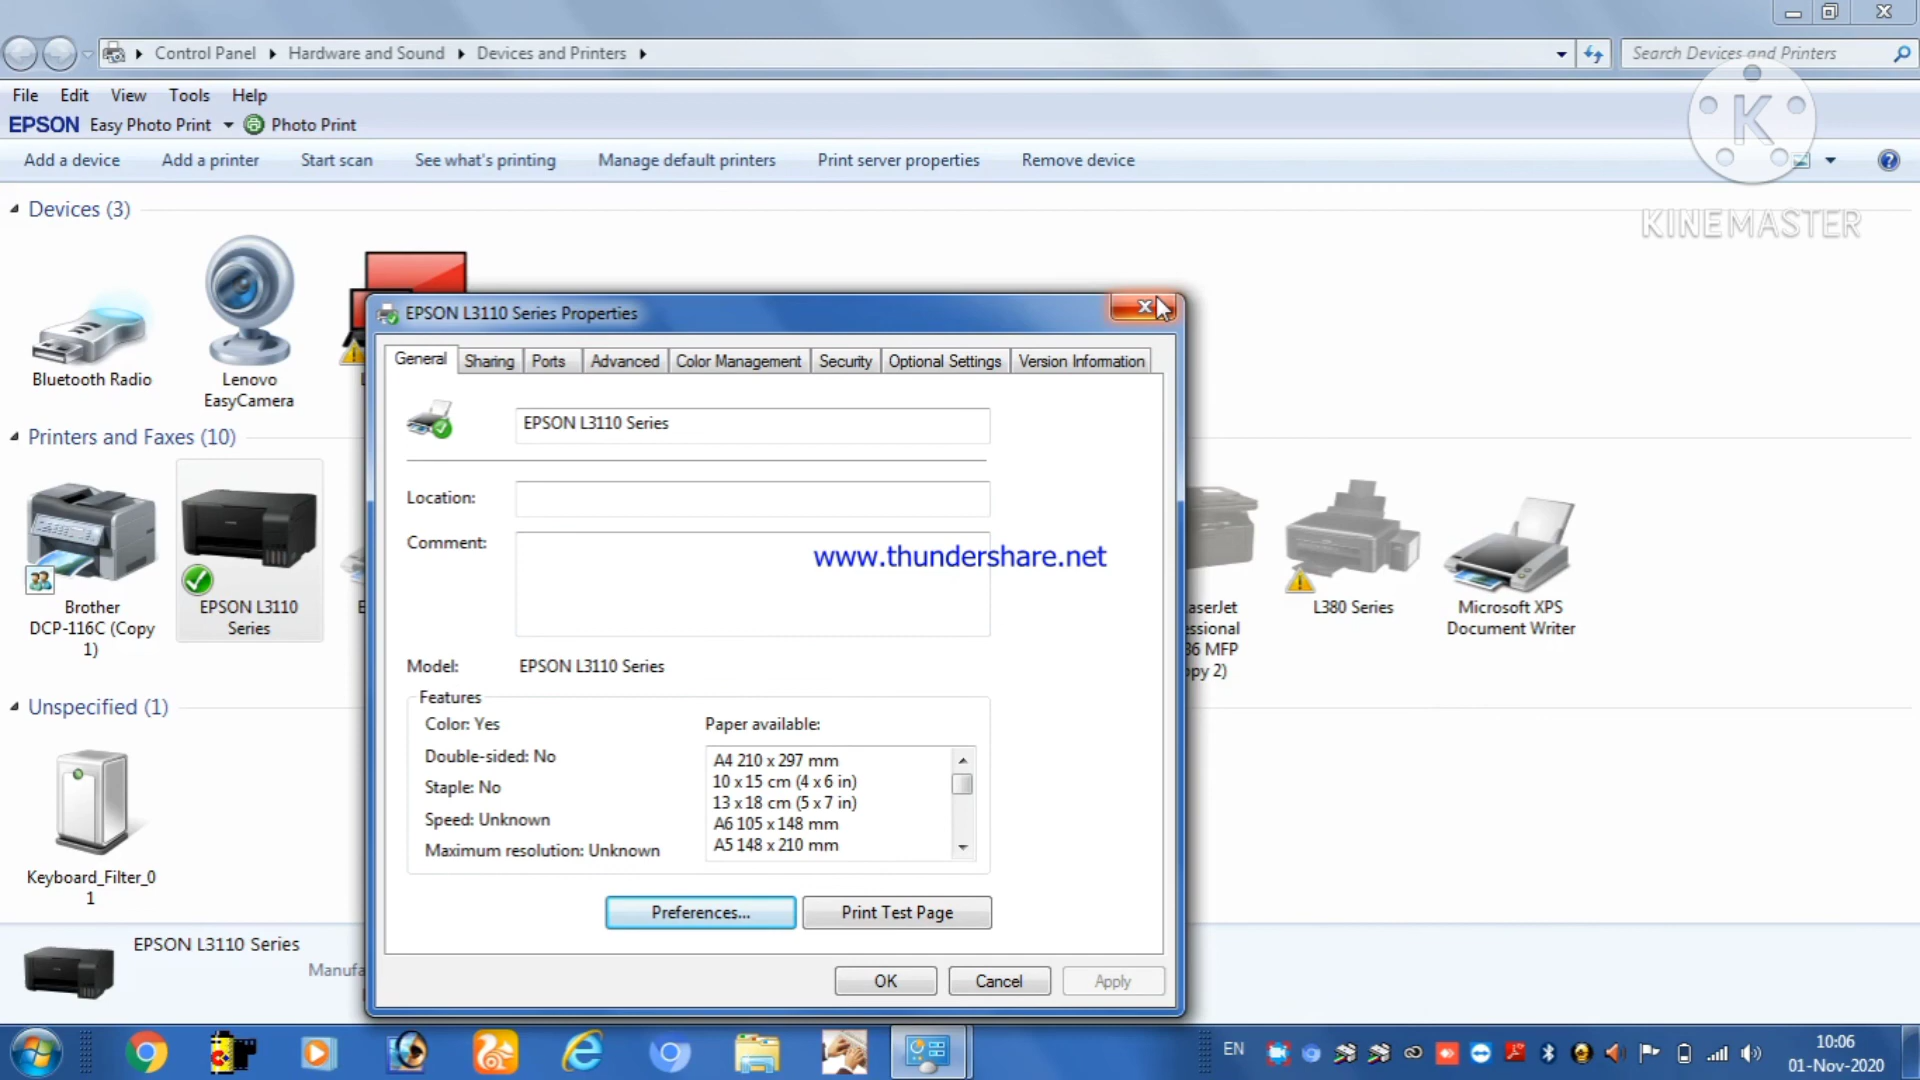 Control Panel
Hardware and Sound
Devices and Printers
Search Devices and Printers
File Edit View Tools Help
EPSON Easy Photo Print Photo Print
Add a device Add a printer Start scan See what's printing Manage default printers Print server properties Remove device
K
KINEMASTER
Devices (3)
Bluetooth Radio
Lenovo
EasyCamera
Printers and Faxes (10)
Brother
DCP-116C (Copy
1)
EPSON L3110
Series
EPSON L3110 Series Properties
General Sharing Ports Advanced Color Management Security Optional Settings Version Information
EPSON L3110 Series
Location:
Comment:
www.thundershare.net
Model: EPSON L3110 Series
Features
Color: Yes
Double-sided: No
Staple: No
Speed: Unknown
Maximum resolution: Unknown
Paper available:
A4 210 x 297 mm
10 x 15 cm (4 x 6 in)
13 x 18 cm (5 x 7 in)
A6 105 x 148 mm
A5 148 x 210 mm
Preferences...
Print Test Page
OK Cancel Apply
aserJet
essional
36 MFP
opy 2)
L380 Series
Microsoft XPS
Document Writer
Unspecified (1)
Keyboard_Filter_0
1
EPSON L3110 Series
Manufa
EN
10:06
01-Nov-2020